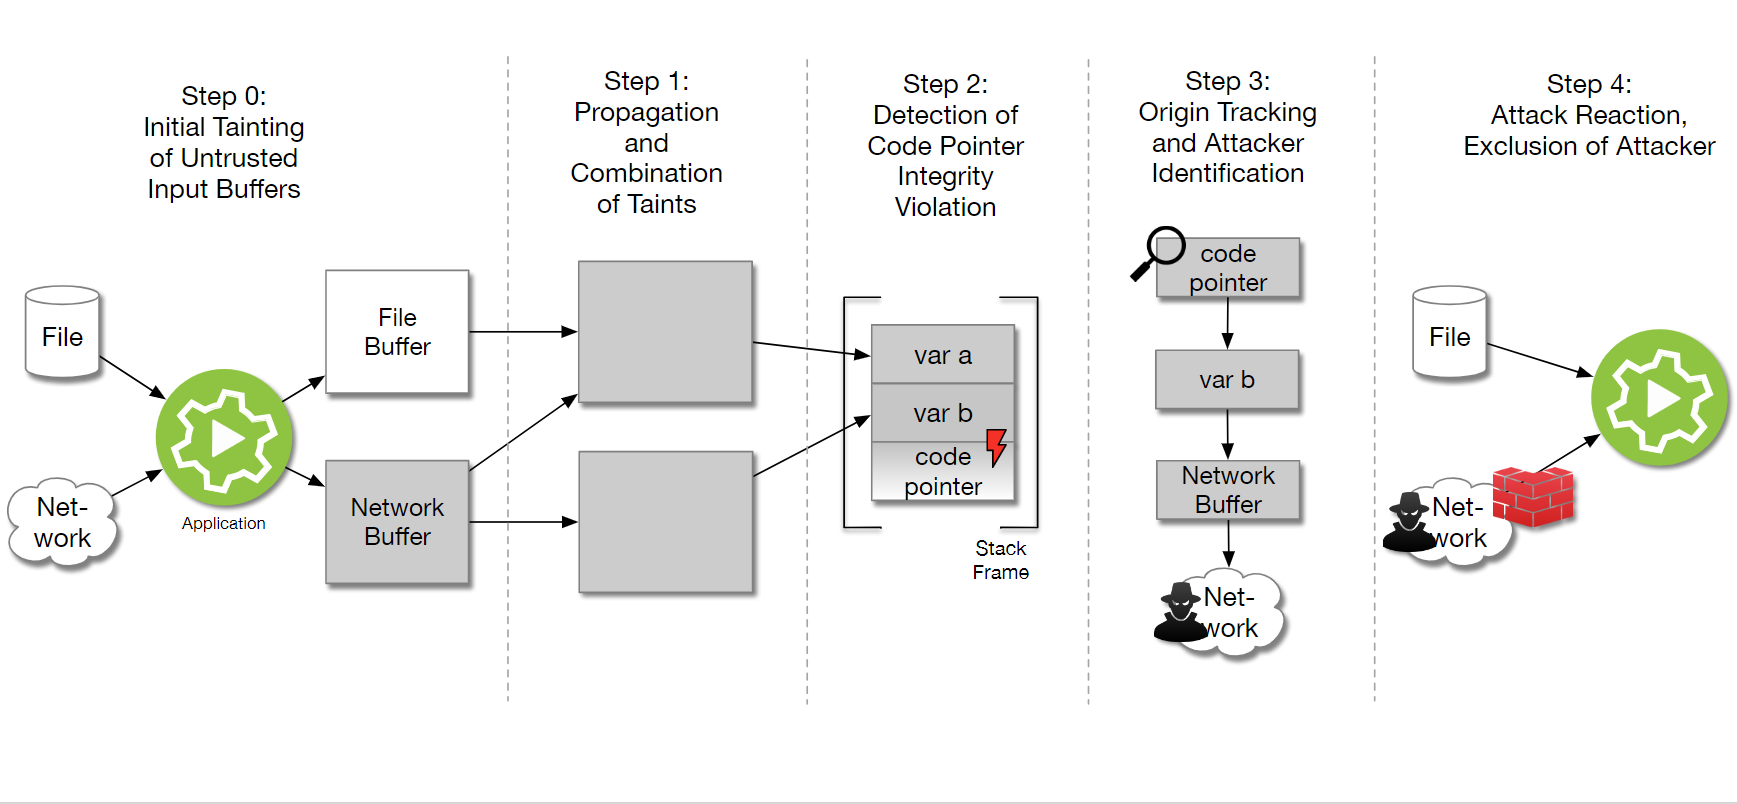 Step 0:
Initial Tainting
of Untrusted
Input Buffers
File
Net-
work
Application
File
Buffer
Network
Buffer
Step 1:
Propagation
and
Combination
of Taints
Step 2:
Detection of
Code Pointer
Integrity
Violation
var a
var b
code
pointer
Stack
Frame
Step 3:
Origin Tracking
and Attacker
Identification
code
pointer
var b
Network
Buffer
Net-
work
Step 4:
Attack Reaction,
Exclusion of Attacker
File
Net-
work